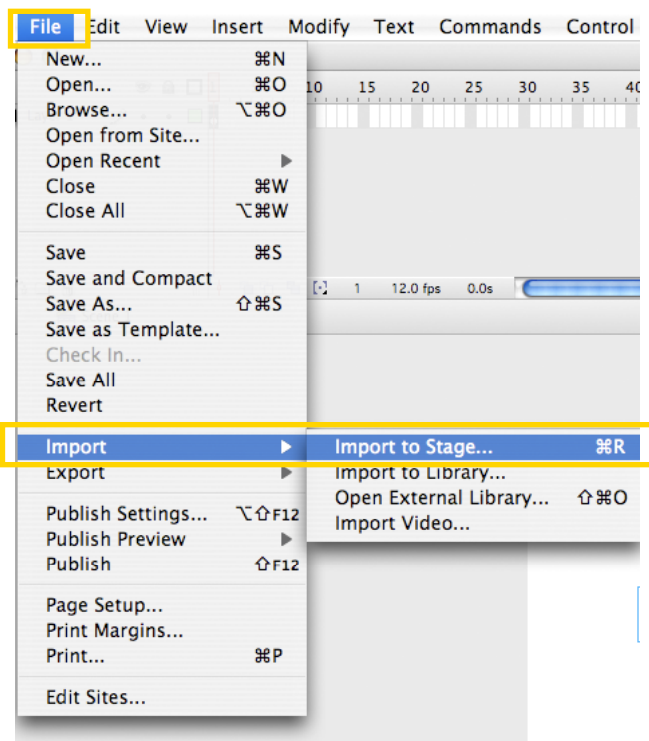 File Edit View Insert Modify Text Commands Control
New... ⌘N
Open... ⌘O
Browse... ⌥⌘O
Open from Site...
Open Recent ▶
Close ⌘W
Close All ⌥⌘W
Save ⌘S
Save and Compact
Save As... ⇧⌘S
Save as Template...
Check In...
Save All
Revert
Import ▶
Export ▶
Publish Settings... ⌥⇧F12
Publish Preview ▶
Publish ⇧F12
Page Setup...
Print Margins...
Print... ⌘P
Edit Sites...
10 15 20 25 30 35 40
1 12.0 fps 0.0s
Import to Stage... ⌘R
Import to Library...
Open External Library... ⇧⌘O
Import Video...